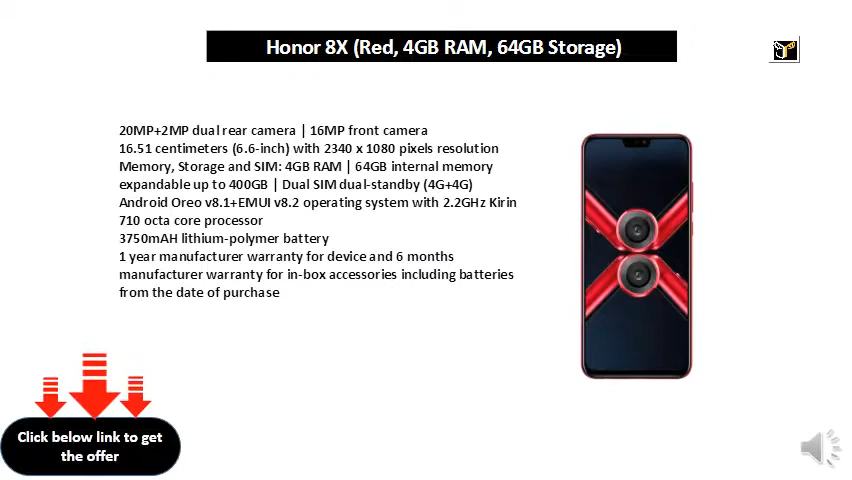 Honor 8X (Red, 4GB RAM, 64GB Storage)
20MP+2MP dual rear camera | 16MP front camera
16.51 centimeters (6.6-inch) with 2340 x 1080 pixels resolution
Memory, Storage and SIM: 4GB RAM | 64GB internal memory
expandable up to 400GB | Dual SIM dual-standby (4G+4G)
Android Oreo v8.1+EMUI v8.2 operating system with 2.2GHz Kirin
710 octa core processor
3750mAH lithium-polymer battery
1 year manufacturer warranty for device and 6 months
manufacturer warranty for in-box accessories including batteries
from the date of purchase
Click below link to get
the offer